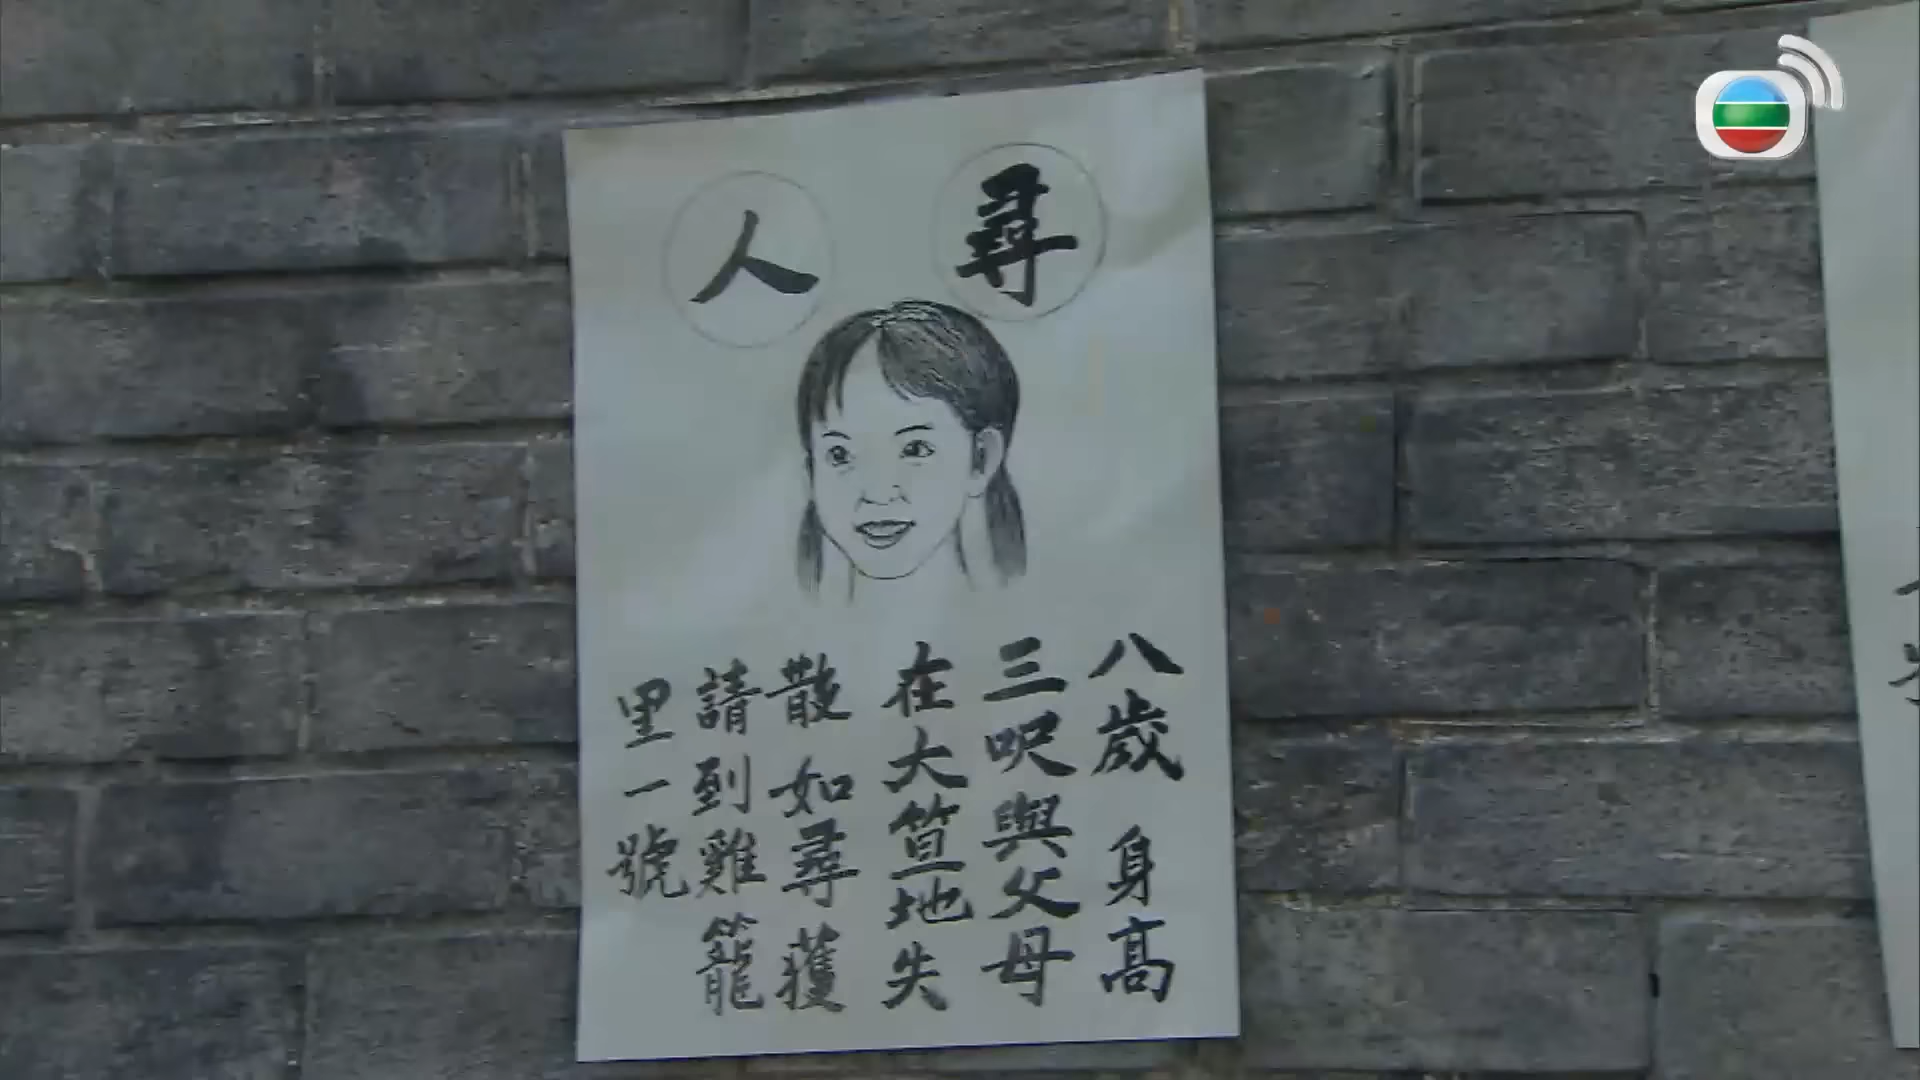 尋人
八歲 身高
三呎與父母
在大笪地失
散如尋獲
請到雞籠
里一號